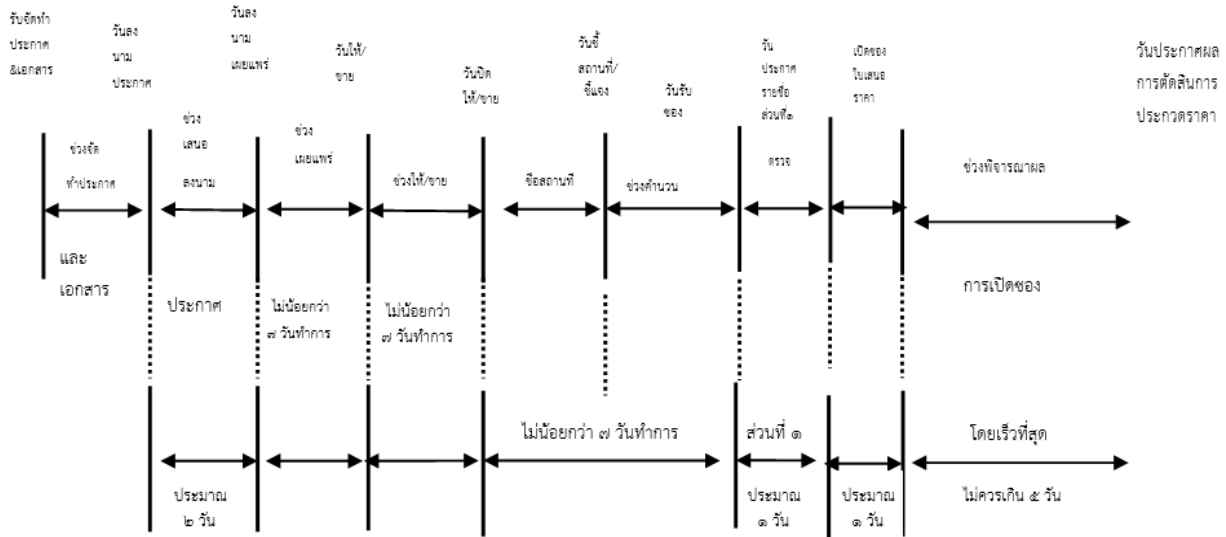 รับจัดทำ
ประกาศ
&เอกสาร
วันลง
นาม
ประกาศ
วันลง
นาม
เผยแพร่
วันให้/
ขาย
วันปิด
ให้/ขาย
วันชี้
สถานที่/
ชี้แจง
วันรับ
ซอง
วัน
ประกาศ
รายชื่อ
ส่วนที่๑
เปิดซอง
ใบเสนอ
ราคา
วันประกาศผล
การตัดสินการ
ประกวดราคา
ช่วงจัด
ทำประกาศ
ช่วง
เสนอ
ลงนาม
ช่วง
เผยแพร่
ช่วงให้/ขาย
ชือสถานที่
ช่วงคำนวน
ตรวจ
ช่วงพิจารณาผล
และ
เอกสาร
ประกาศ
ไม่น้อยกว่า
๗ วันทำการ
ไม่น้อยกว่า
๗ วันทำการ
การเปิดซอง
ไม่น้อยกว่า ๗ วันทำการ
ส่วนที่ ๑
โดยเร็วที่สุด
ประมาณ
๒ วัน
ประมาณ
๑ วัน
ประมาณ
๑ วัน
ไม่ควรเกิน ๕ วัน